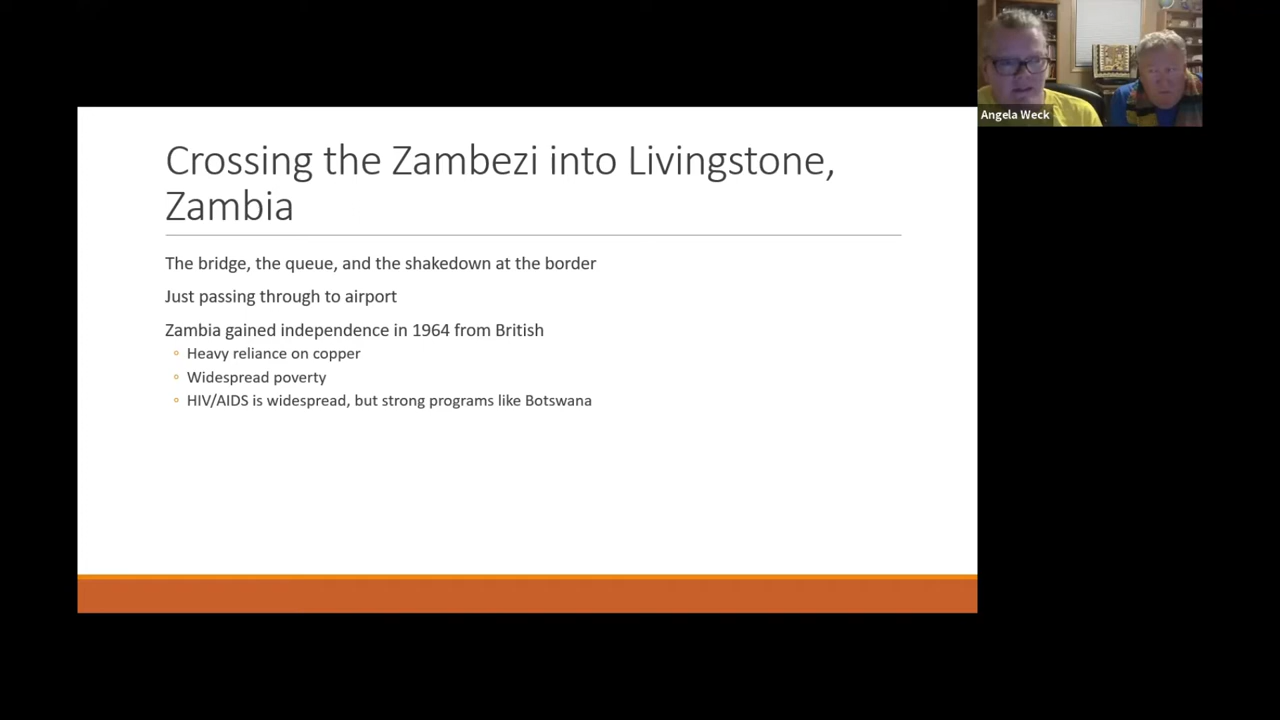 Angela Weck
Crossing the Zambezi into Livingstone,
Zambia
The bridge, the queue, and the shakedown at the border
Just passing through to airport
Zambia gained independence in 1964 from British
◦ Heavy reliance on copper
◦ Widespread poverty
◦ HIV/AIDS is widespread, but strong programs like Botswana